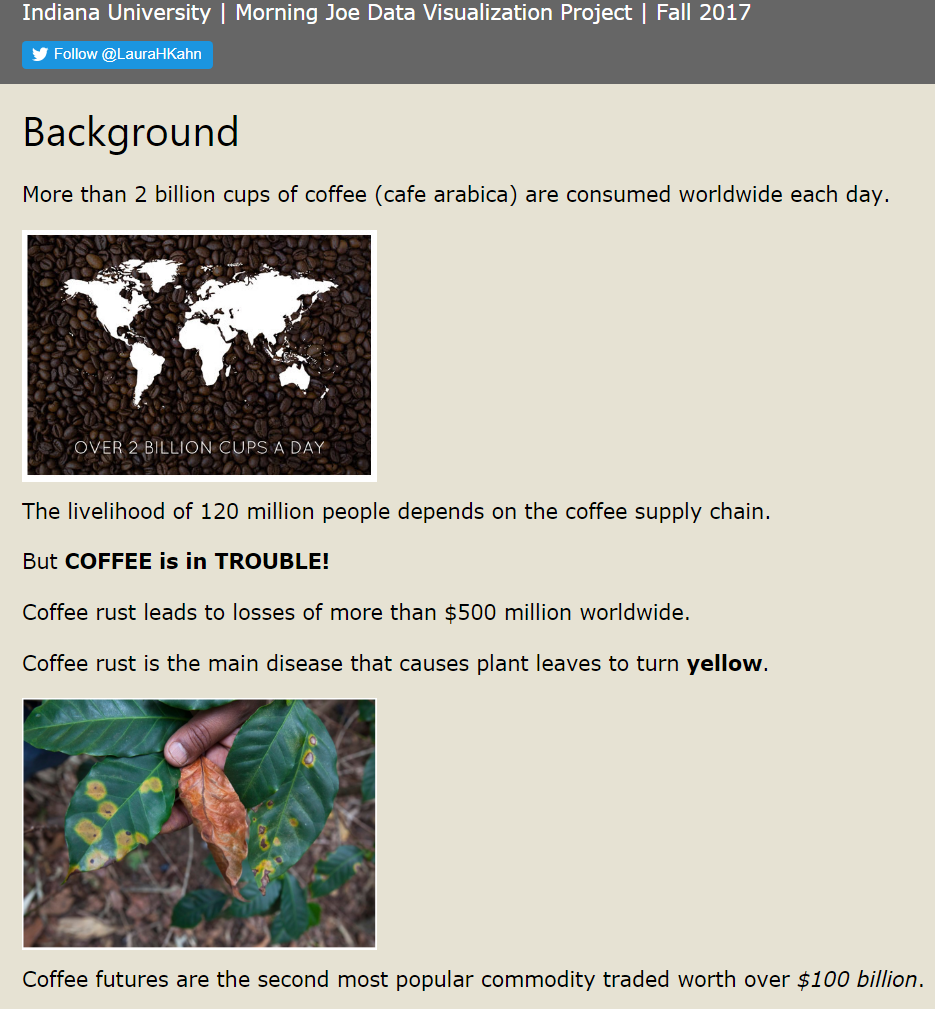 Indiana University | Morning Joe Data Visualization Project | Fall 2017
Follow @LauraHKahn
Background
More than 2 billion cups of coffee (cafe arabica) are consumed worldwide each day.
OVER 2 BILLION CUPS A DAY
The livelihood of 120 million people depends on the coffee supply chain.
But COFFEE is in TROUBLE!
Coffee rust leads to losses of more than $500 million worldwide.
Coffee rust is the main disease that causes plant leaves to turn yellow.
Coffee futures are the second most popular commodity traded worth over $100 billion.